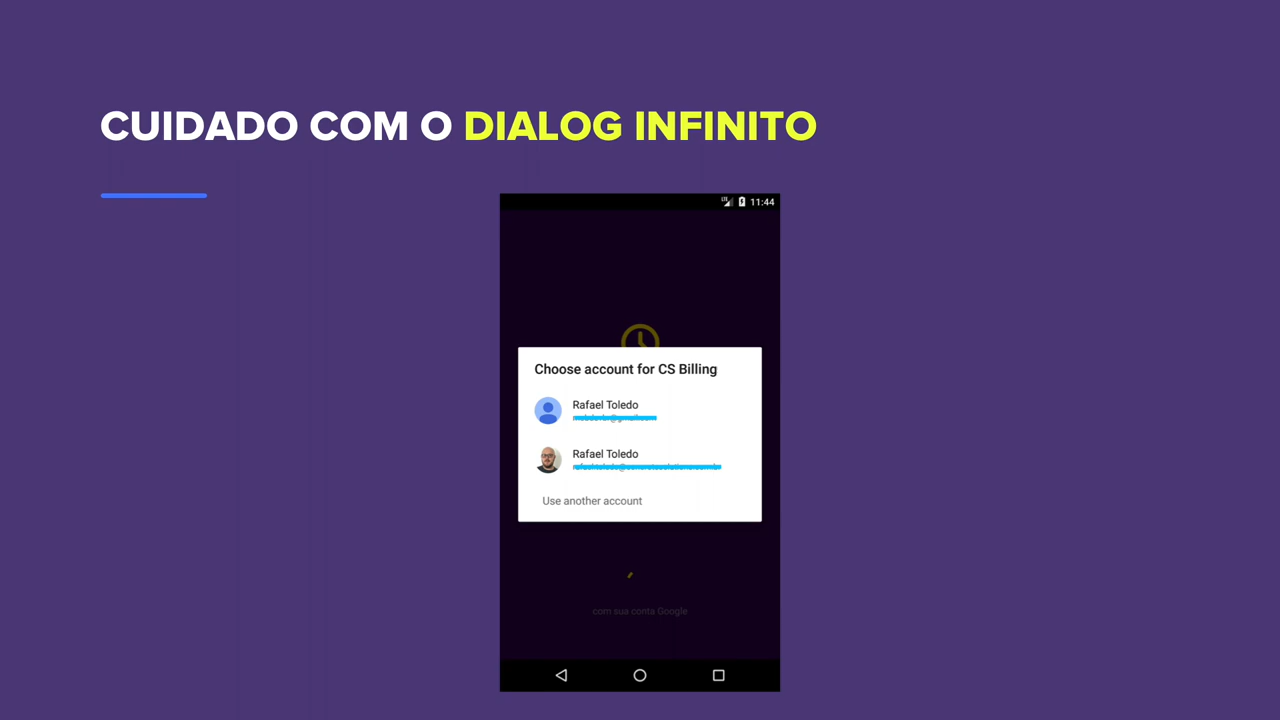 CUIDADO COM O DIALOG INFINITO
LTE 11:44
Choose account for CS Billing
Rafael Toledo
Rafael Toledo
Use another account
com sua conta Google